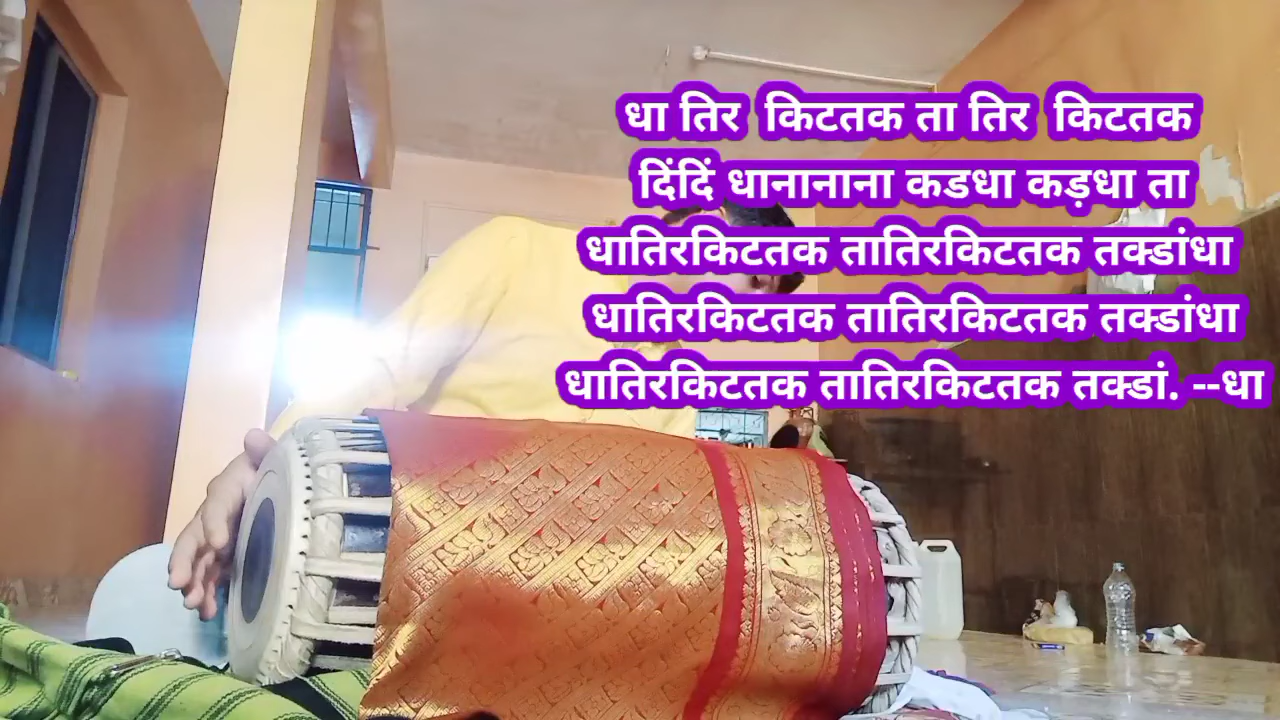 धा तिर किटतक ता तिर किटतक
दिंदिं धानानाना कडधा कड़धा ता
धातिरकिटतक तातिरकिटतक तक्डांधा
धातिरकिटतक तातिरकिटतक तक्डांधा
धातिरकिटतक तातिरकिटतक तक्डां. --धा